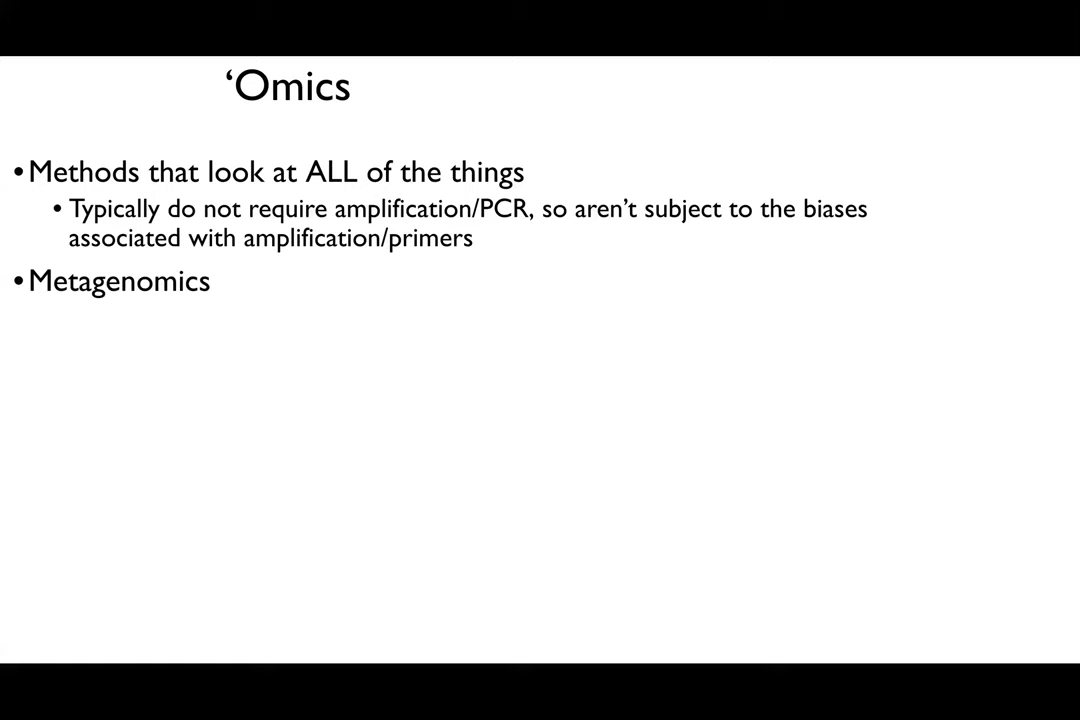 ‘Omics
•Methods that look at ALL of the things
• Typically do not require amplification/PCR, so aren’t subject to the biases
associated with amplification/primers
•Metagenomics